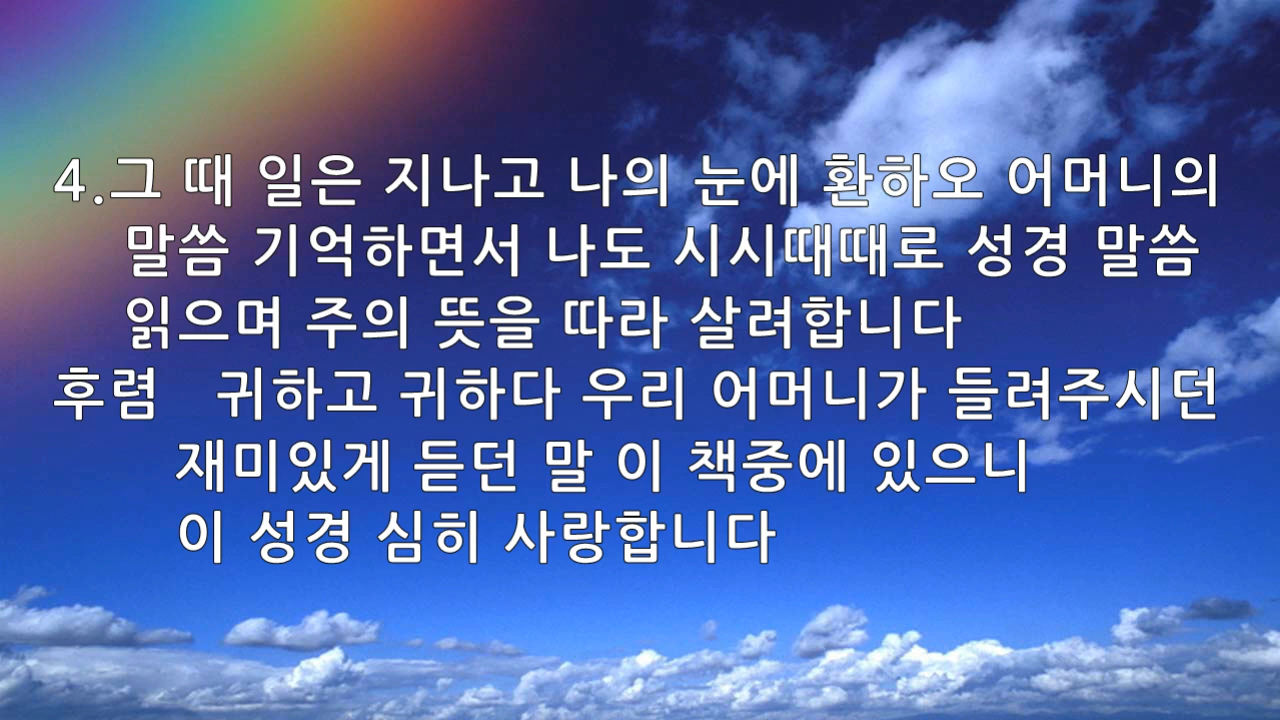 4.그 때 일은 지나고 나의 눈에 환하오 어머니의
말씀 기억하면서 나도 시시때때로 성경 말씀
읽으며 주의 뜻을 따라 살려합니다
후렴 귀하고 귀하다 우리 어머니가 들려주시던
재미있게 듣던 말 이 책중에 있으니
이 성경 심히 사랑합니다